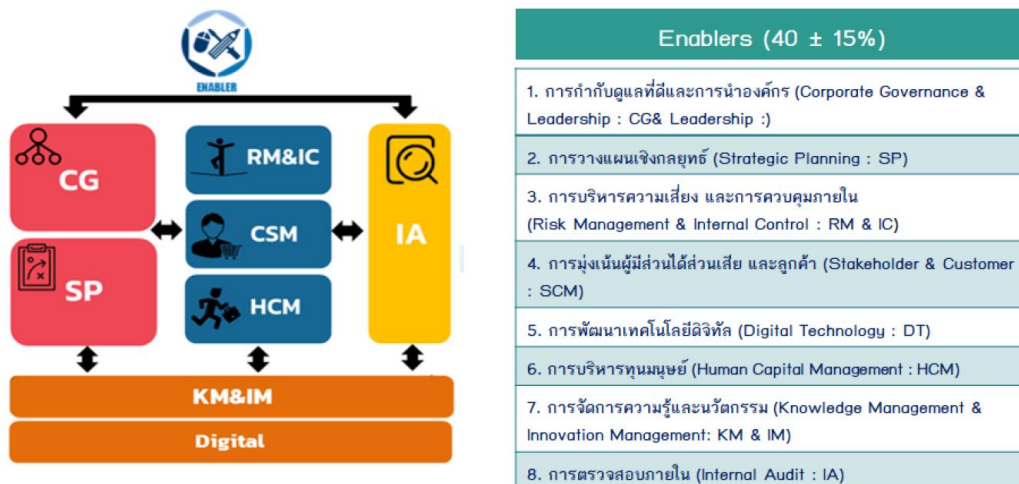 ENABLER
CG
SP
RM&IC
CSM
HCM
IA
KM&IM
Digital
Enablers (40 ± 15%)
1. การกำกับดูแลที่ดีและการนำองค์กร (Corporate Governance &
Leadership : CG& Leadership :)
2. การวางแผนเชิงกลยุทธ์ (Strategic Planning : SP)
3. การบริหารความเสี่ยง และการควบคุมภายใน
(Risk Management & Internal Control : RM & IC)
4. การมุ่งเน้นผู้มีส่วนได้ส่วนเสีย และลูกค้า (Stakeholder & Customer
: SCM)
5. การพัฒนาเทคโนโลยีดิจิทัล (Digital Technology : DT)
6. การบริหารทุนมนุษย์ (Human Capital Management : HCM)
7. การจัดการความรู้และนวัตกรรม (Knowledge Management &
Innovation Management: KM & IM)
8. การตรวจสอบภายใน (Internal Audit : IA)